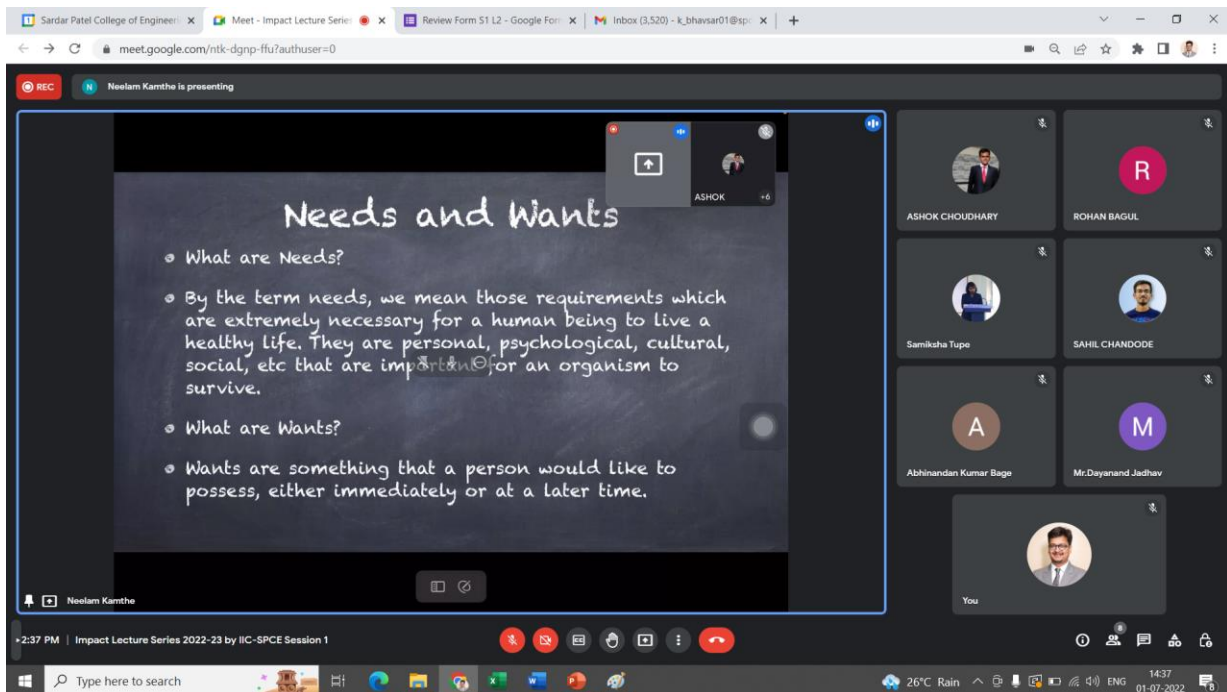 Sardar Patel College of Engineeri
Meet - Impact Lecture Series
Review Form S1 L2 - Google For
Inbox (3,520) - k_bhavsar01@spc
meet.google.com/ntk-dgnp-ffu?authuser=0
REC
N
Neelam Kamthe is presenting
ASHOK
+6
Needs and Wants
What are Needs?
By the term needs, we mean those requirements which
are extremely necessary for a human being to live a
healthy life. They are personal, psychological, cultural,
social, etc that are important for an organism to
survive.
What are Wants?
Wants are something that a person would like to
possess, either immediately or at a later time.
Neelam Kamthe
ASHOK CHOUDHARY
R
ROHAN BAGUL
Samiksha Tupe
SAHIL CHANDODE
A
Abhinandan Kumar Bage
M
Mr.Dayanand Jadhav
You
2:37 PM | Impact Lecture Series 2022-23 by IIC-SPCE Session 1
8
Type here to search
26°C Rain
ENG
14:37
01-07-2022